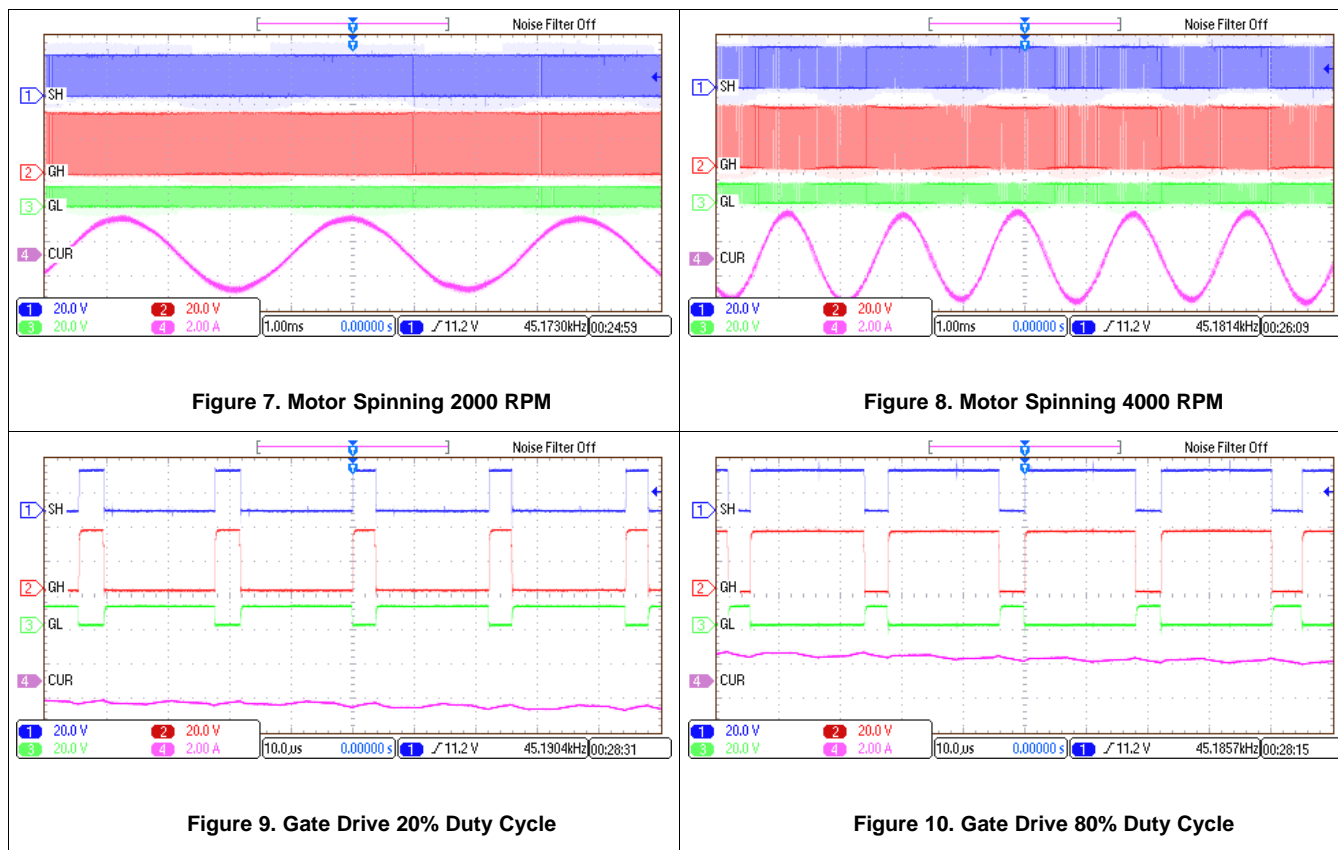 Noise Filter Off
1 SH
2 GH
3 GL
4 CUR
1 20.0 V 2 20.0 V
3 20.0 V 4 2.00 A
1.00ms 0.00000 s 1 11.2 V 45.1730kHz 00:24:59
Figure 7. Motor Spinning 2000 RPM
Noise Filter Off
1 SH
2 GH
3 GL
4 CUR
1 20.0 V 2 20.0 V
3 20.0 V 4 2.00 A
1.00ms 0.00000 s 1 11.2 V 45.1814kHz 00:26:09
Figure 8. Motor Spinning 4000 RPM
Noise Filter Off
1 SH
2 GH
3 GL
4 CUR
1 20.0 V 2 20.0 V
3 20.0 V 4 2.00 A
10.0µs 0.00000 s 1 11.2 V 45.1904kHz 00:28:31
Figure 9. Gate Drive 20% Duty Cycle
Noise Filter Off
1 SH
2 GH
3 GL
4 CUR
1 20.0 V 2 20.0 V
3 20.0 V 4 2.00 A
10.0µs 0.00000 s 1 11.2 V 45.1857kHz 00:28:15
Figure 10. Gate Drive 80% Duty Cycle